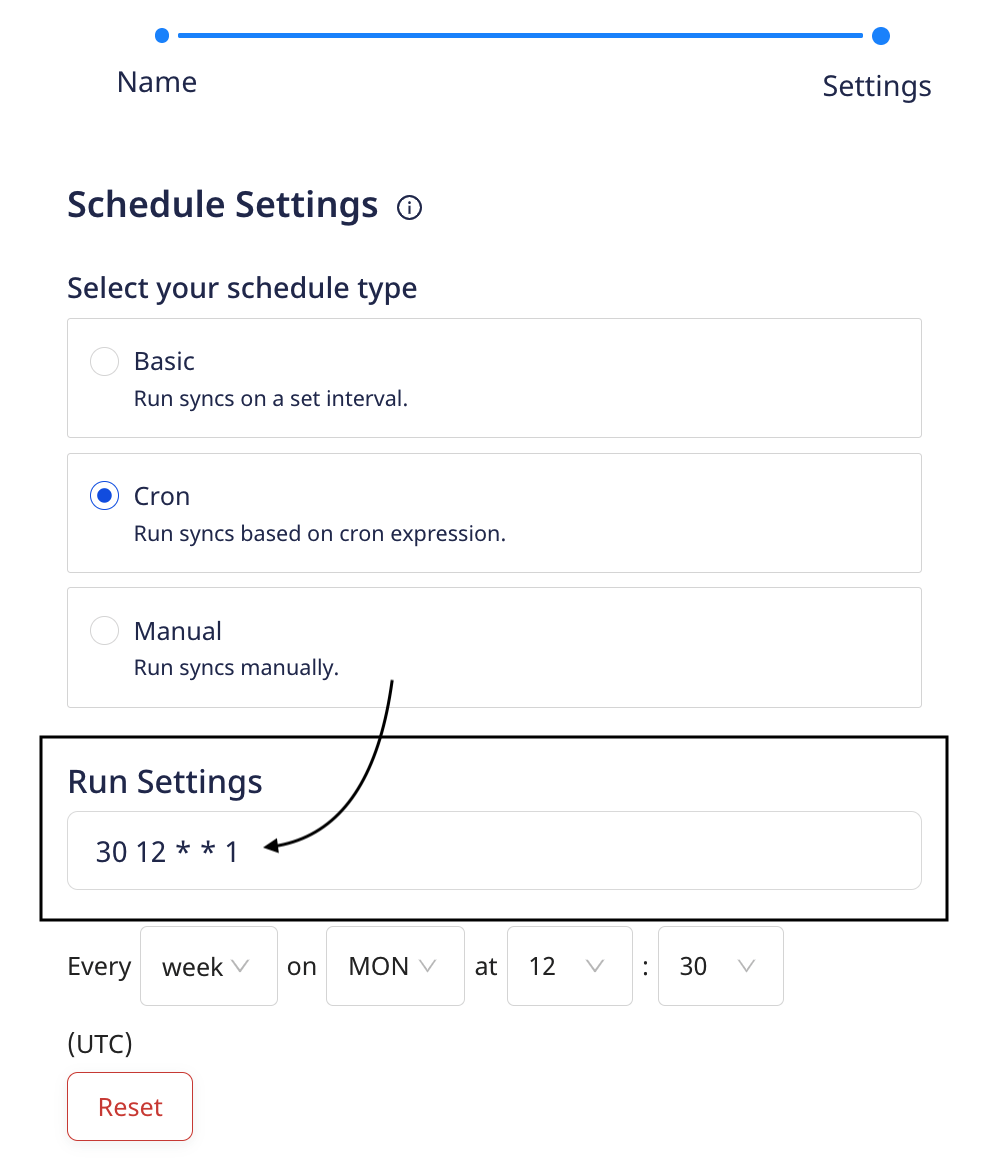 Name
Settings
Schedule Settings
Select your schedule type
Basic
Run syncs on a set interval.
Cron
Run syncs based on cron expression.
Manual
Run syncs manually.
Run Settings
30 12 * * 1
Every week on MON at 12 : 30
(UTC)
Reset